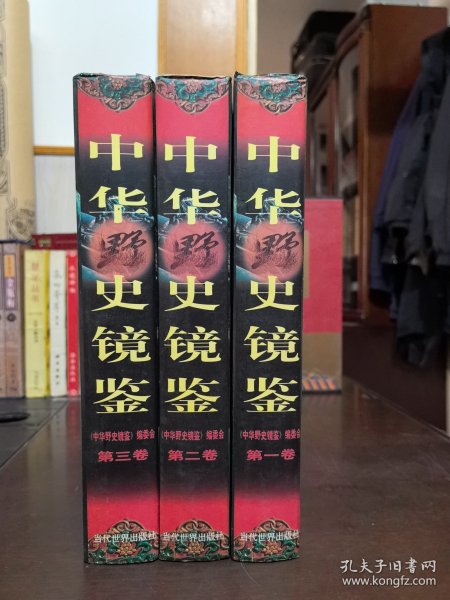 中华野史镜鉴
《中华野史镜鉴》编委会
第三卷
当代世界出版社
中华野史镜鉴
《中华野史镜鉴》编委会
第二卷
当代世界出版社
中华野史镜鉴
《中华野史镜鉴》编委会
第一卷
当代世界出版社
孔夫子旧书网
www.kongfz.com